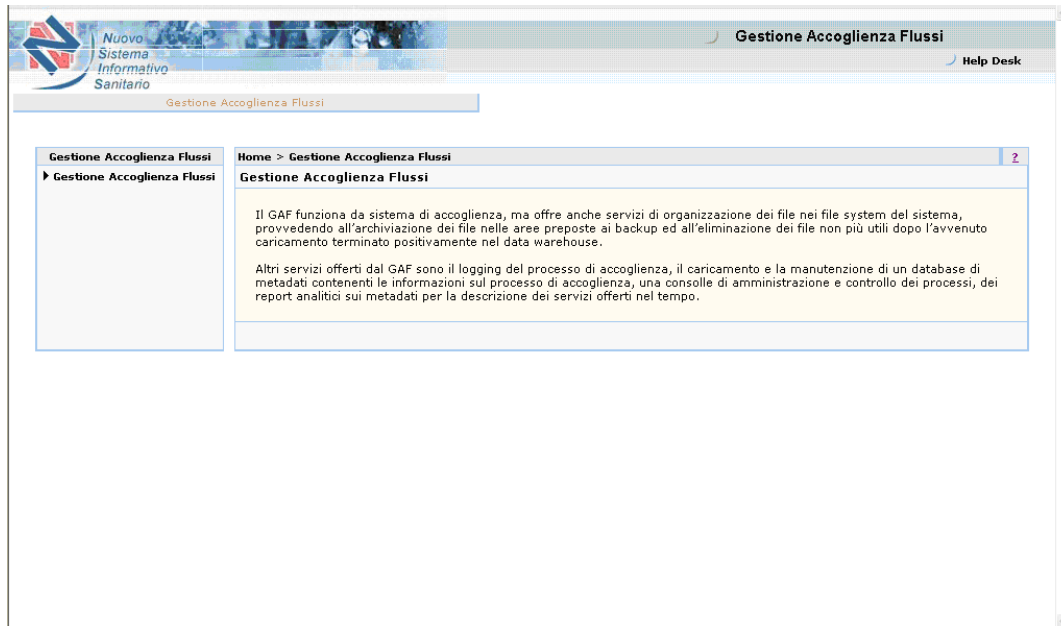 Nuovo
Sistema
Informativo
Sanitario
Gestione Accoglienza Flussi
Help Desk
Gestione Accoglienza Flussi
Gestione Accoglienza Flussi
Gestione Accoglienza Flussi
Home > Gestione Accoglienza Flussi
?
Gestione Accoglienza Flussi
Il GAF funziona da sistema di accoglienza, ma offre anche servizi di organizzazione dei file nei file system del sistema,
provvedendo all'archiviazione dei file nelle aree preposte ai backup ed all'eliminazione dei file non più utili dopo l'avvenuto
caricamento terminato positivamente nel data warehouse.
Altri servizi offerti dal GAF sono il logging del processo di accoglienza, il caricamento e la manutenzione di un database di
metadati contenenti le informazioni sul processo di accoglienza, una consolle di amministrazione e controllo dei processi, dei
report analitici sui metadati per la descrizione dei servizi offerti nel tempo.